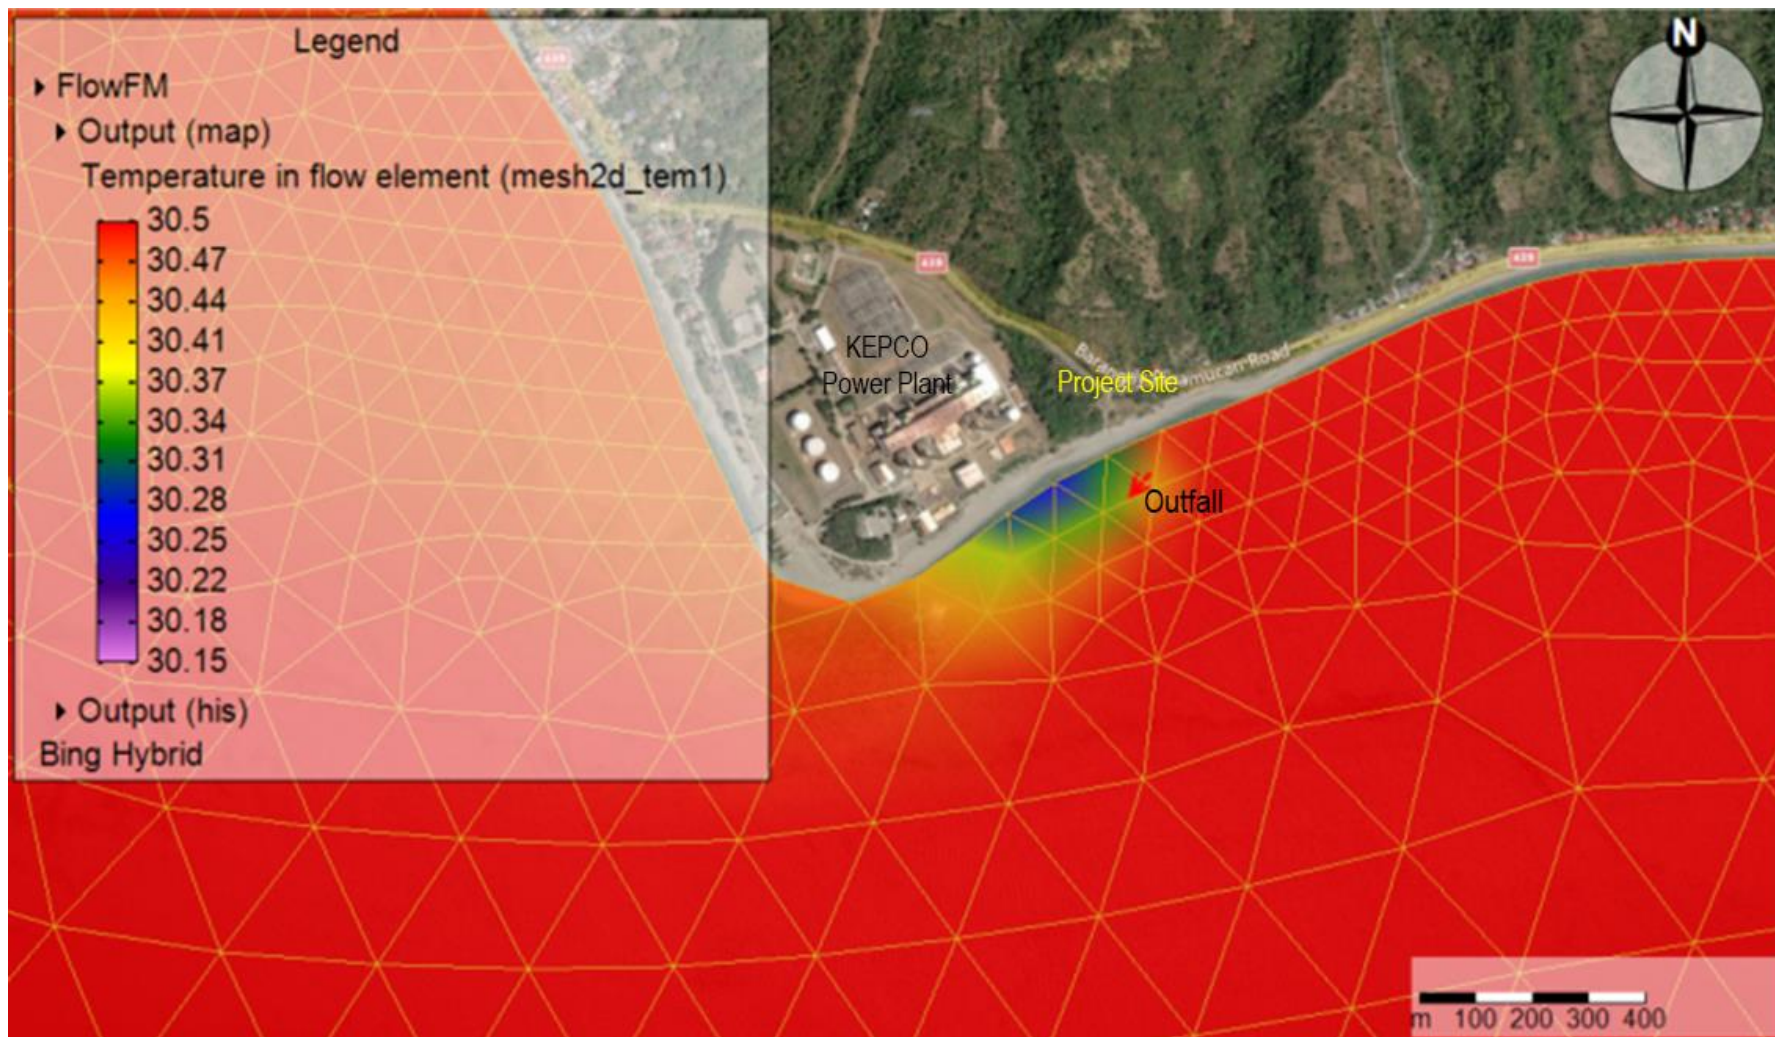 Legend
FlowFM
Output (map)
Temperature in flow element (mesh2d_tem1)
30.5
30.47
30.44
30.41
30.37
30.34
30.31
30.28
30.25
30.22
30.18
30.15
Output (his)
Bing Hybrid
N
KEPCO
Power Plant
Project Site
Road
Outfall
m 100 200 300 400